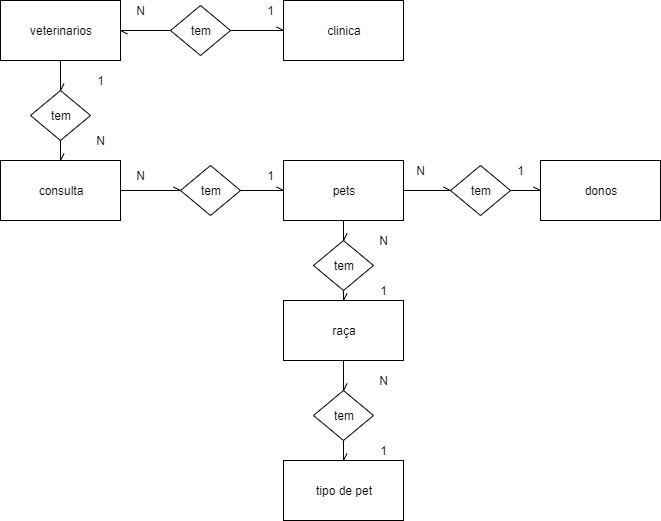 N
1
veterinarios
tem
clinica
1
tem
N
N
1
N
1
consulta
tem
pets
tem
donos
N
tem
1
raça
N
tem
1
tipo de pet